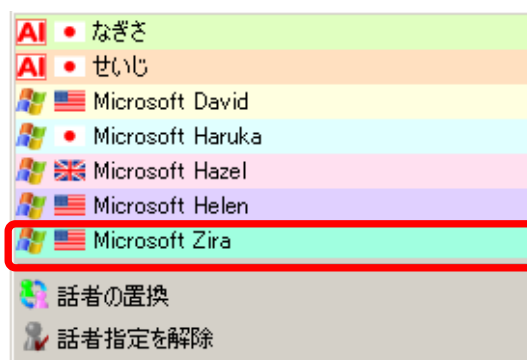 AI なぎさ
AI せいじ
Microsoft David
Microsoft Haruka
Microsoft Hazel
Microsoft Helen
Microsoft Zira
話者の置換
話者指定を解除